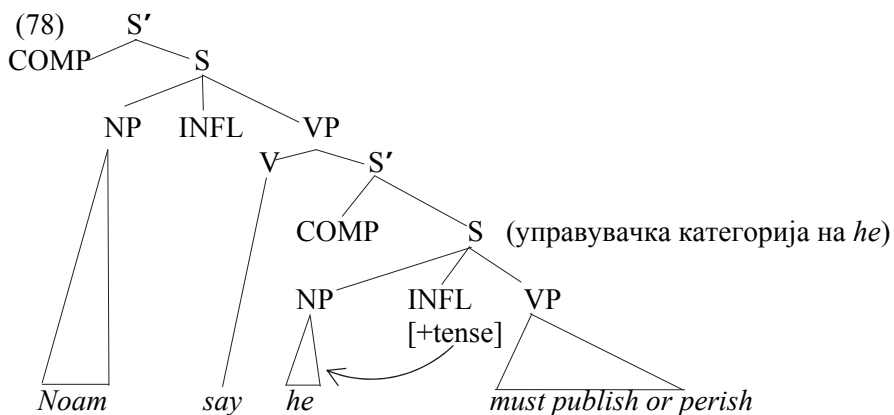 (78) S′
COMP S
NP INFL VP
V S′
COMP S (управувачка категорија на he)
NP INFL VP
[+tense]
Noam say he must publish or perish